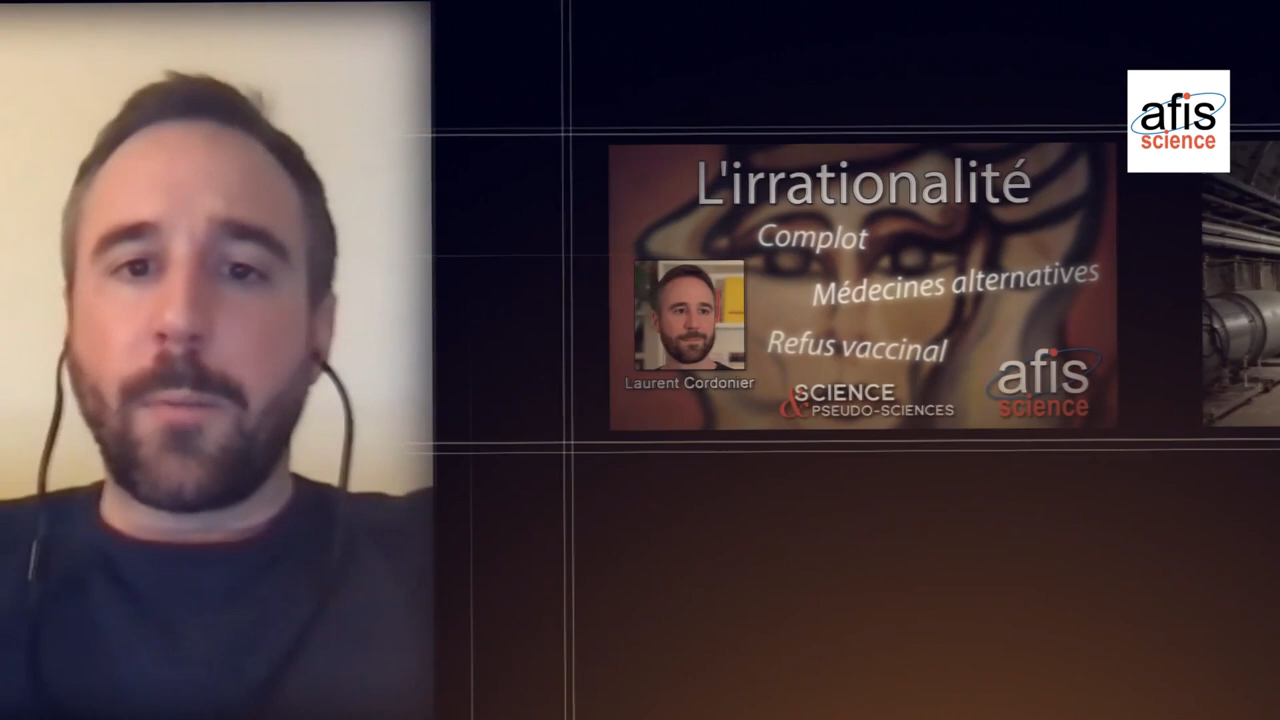 afis
science
L'irrationalité
Complot
Médecines alternatives
Refus vaccinal
Laurent Cordonier
SCIENCE
& PSEUDO-SCIENCES
afis
science